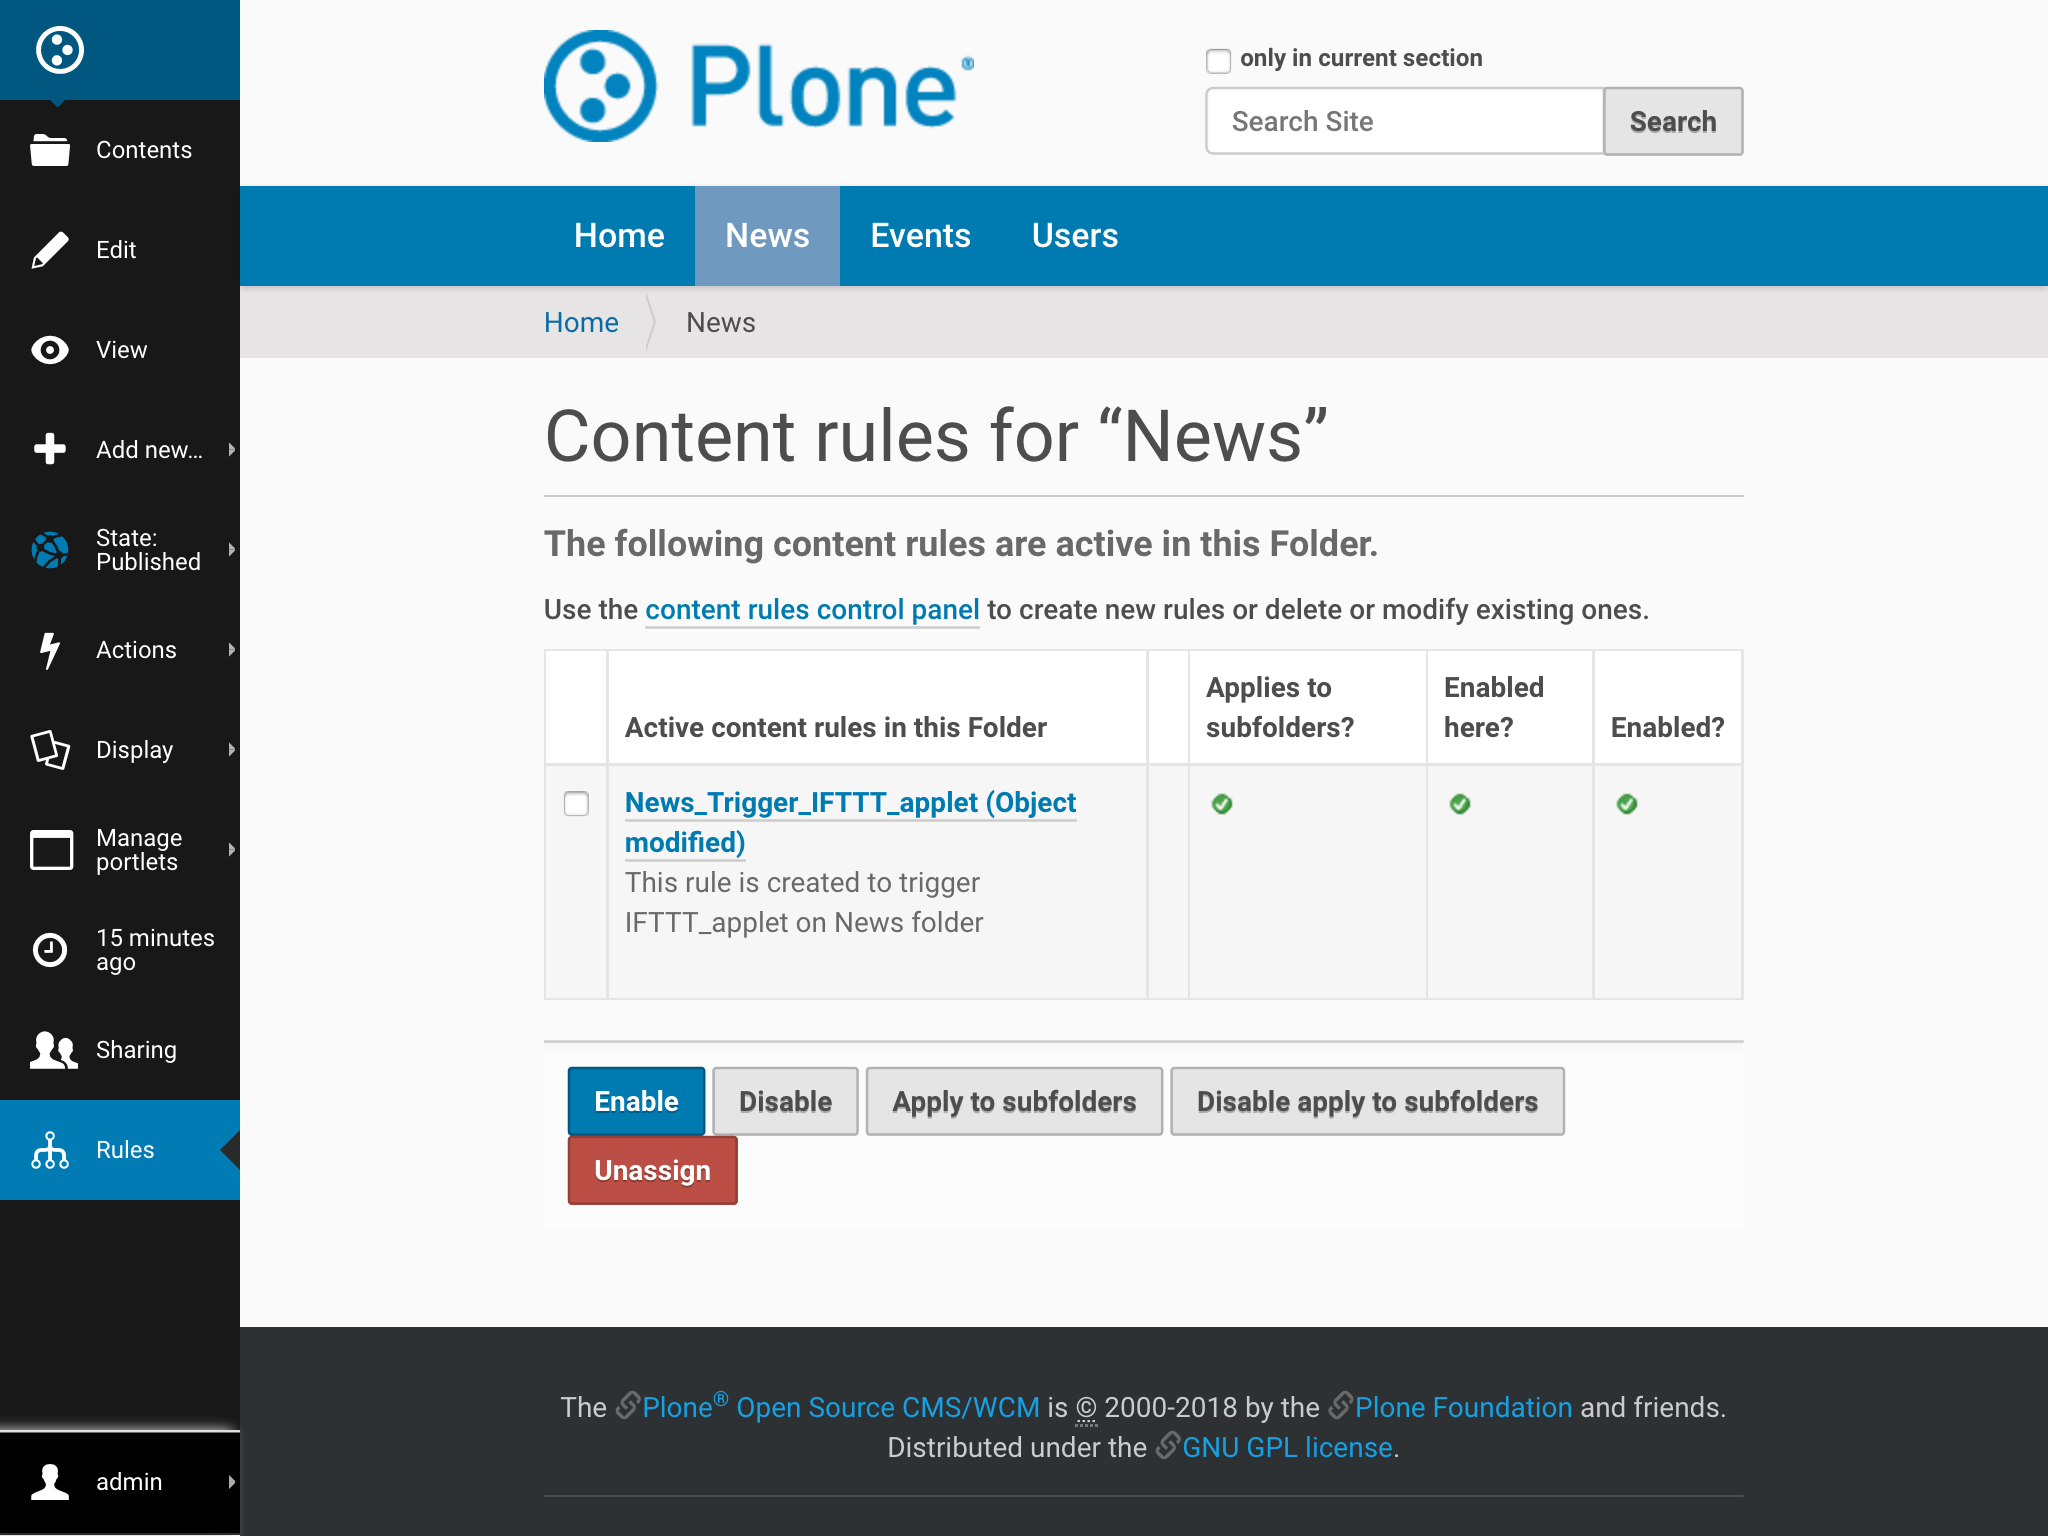 Contents
Edit
View
Add new...
State:
Published
Actions
Display
Manage
portlets
15 minutes
ago
Sharing
Rules
admin
Plone®
only in current section
Search Site
Search
Home
News
Events
Users
Home
News
Content rules for “News”
The following content rules are active in this Folder.
Use the content rules control panel to create new rules or delete or modify existing ones.
Active content rules in this Folder
Applies to
subfolders?
Enabled
here?
Enabled?
News_Trigger_IFTTT_applet (Object
modified)
This rule is created to trigger
IFTTT_applet on News folder
Enable
Disable
Apply to subfolders
Disable apply to subfolders
Unassign
The Plone® Open Source CMS/WCM is © 2000-2018 by the Plone Foundation and friends.
Distributed under the GNU GPL license.